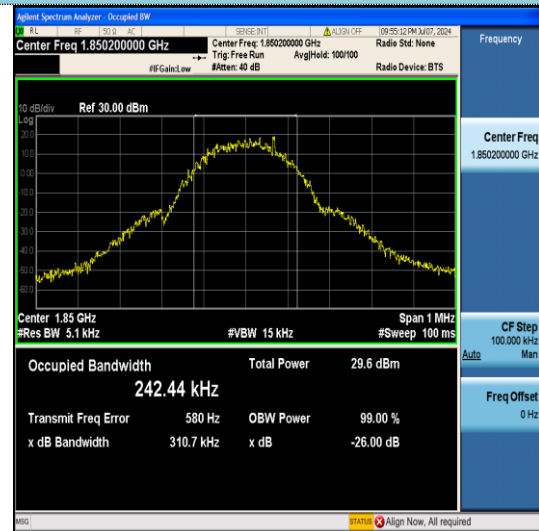 Agilent Spectrum Analyzer - Occupied BW
RL RF 50 Ω AC SENSE:INT ALIGN OFF 09:55:12 PM Jul 07, 2024
Center Freq 1.850200000 GHz
Center Freq: 1.850200000 GHz
Radio Std: None
Trig: Free Run Avg|Hold: 100/100
#IFGain:Low #Atten: 40 dB Radio Device: BTS
Frequency
10 dB/div Ref 30.00 dBm
Log
20.0
10.0
0.00
-10.0
-20.0
-30.0
-40.0
-50.0
-60.0
Center 1.85 GHz Span 1 MHz
#Res BW 5.1 kHz #VBW 15 kHz #Sweep 100 ms
Center Freq
1.850200000 GHz
CF Step
100.000 kHz
Auto Man
Freq Offset
0 Hz
Occupied Bandwidth Total Power 29.6 dBm
242.44 kHz
Transmit Freq Error 580 Hz OBW Power 99.00 %
x dB Bandwidth 310.7 kHz x dB -26.00 dB
MSG STATUS Align Now, All required